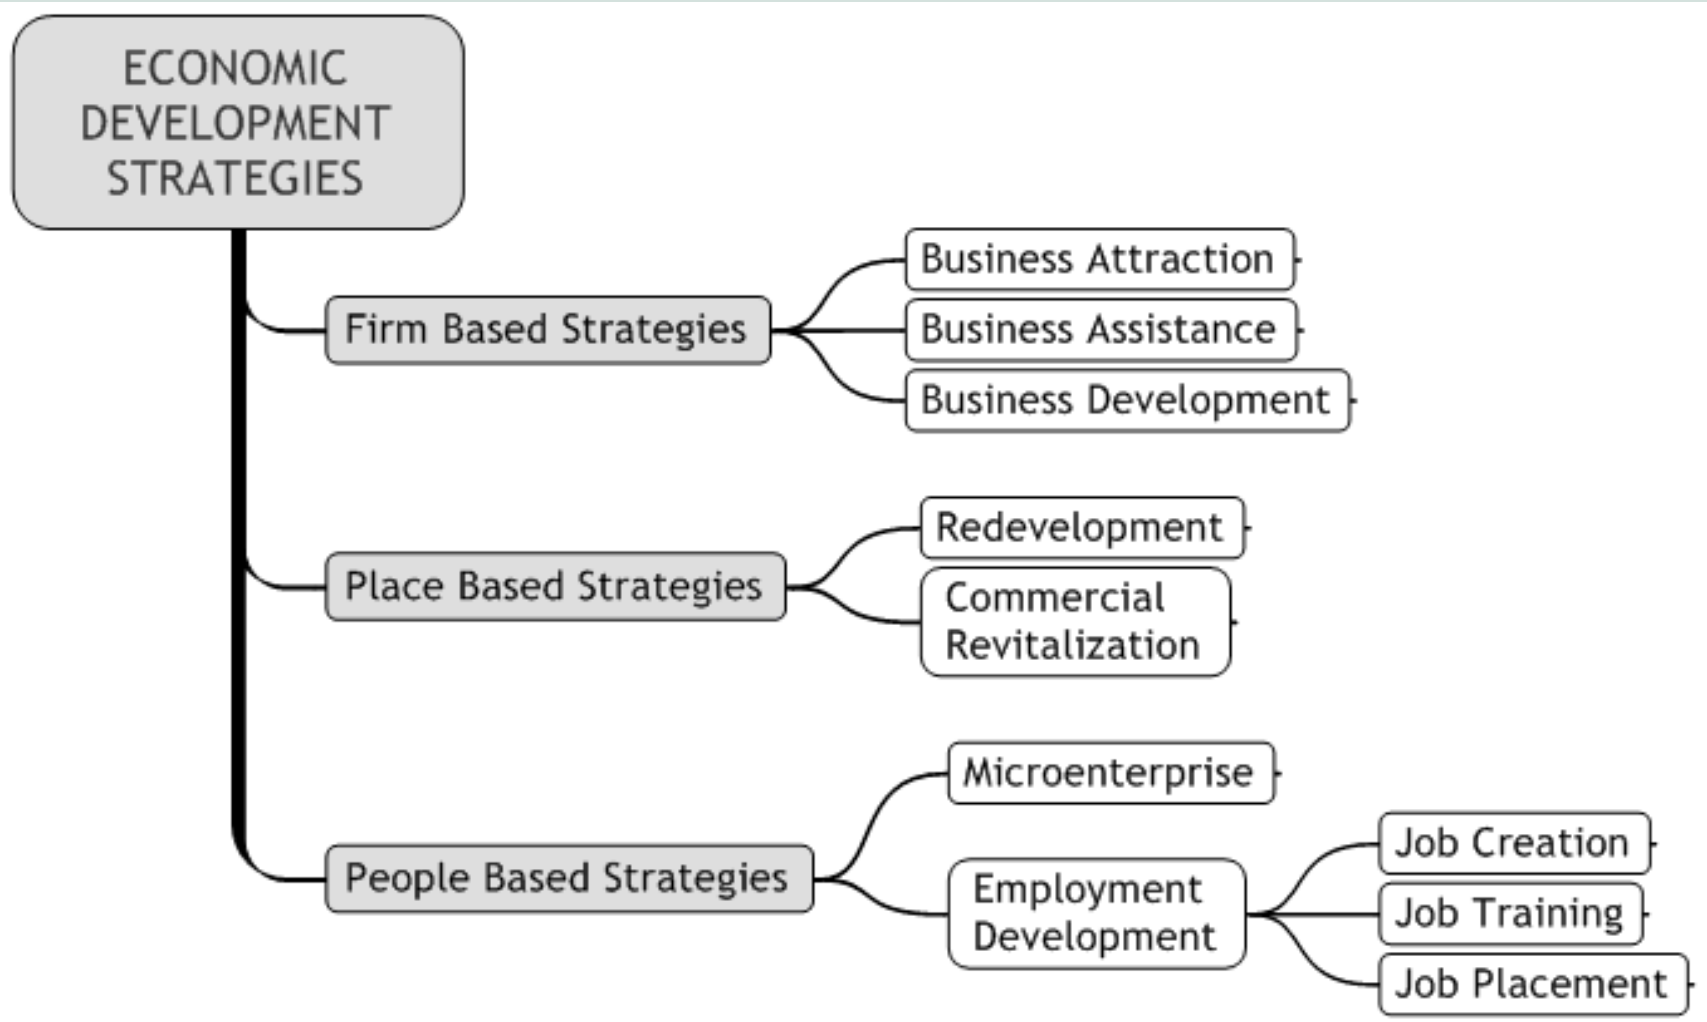 ECONOMIC
DEVELOPMENT
STRATEGIES
Firm Based Strategies
Business Attraction
Business Assistance
Business Development
Place Based Strategies
Redevelopment
Commercial
Revitalization
People Based Strategies
Microenterprise
Employment
Development
Job Creation
Job Training
Job Placement